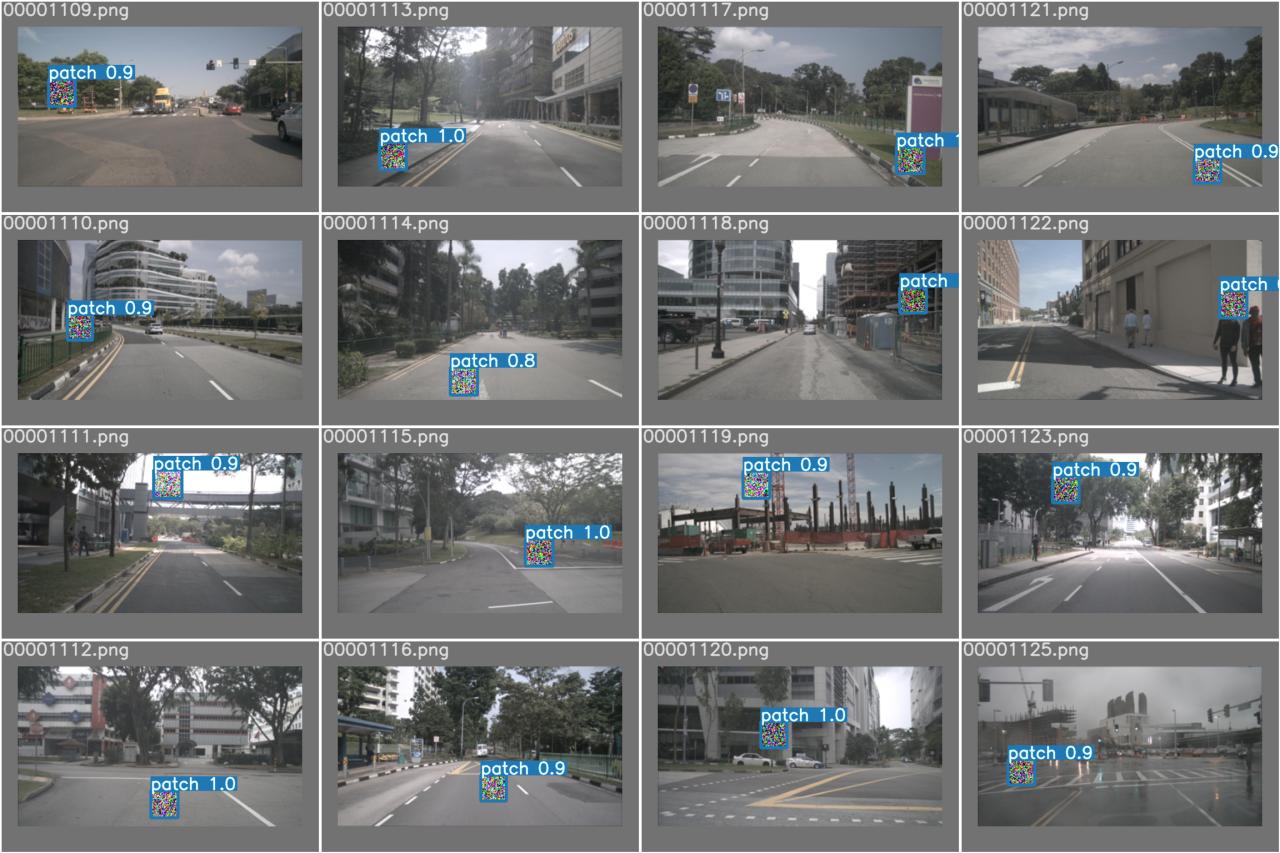 00001109.png
patch 0.9
00001113.png
patch 1.0
00001117.png
patch 1
00001121.png
patch 0.9
00001110.png
patch 0.9
00001114.png
patch 0.8
00001118.png
patch
00001122.png
patch
00001111.png
patch 0.9
00001115.png
patch 1.0
00001119.png
patch 0.9
00001123.png
patch 0.9
00001112.png
patch 1.0
00001116.png
patch 0.9
00001120.png
patch 1.0
00001125.png
patch 0.9